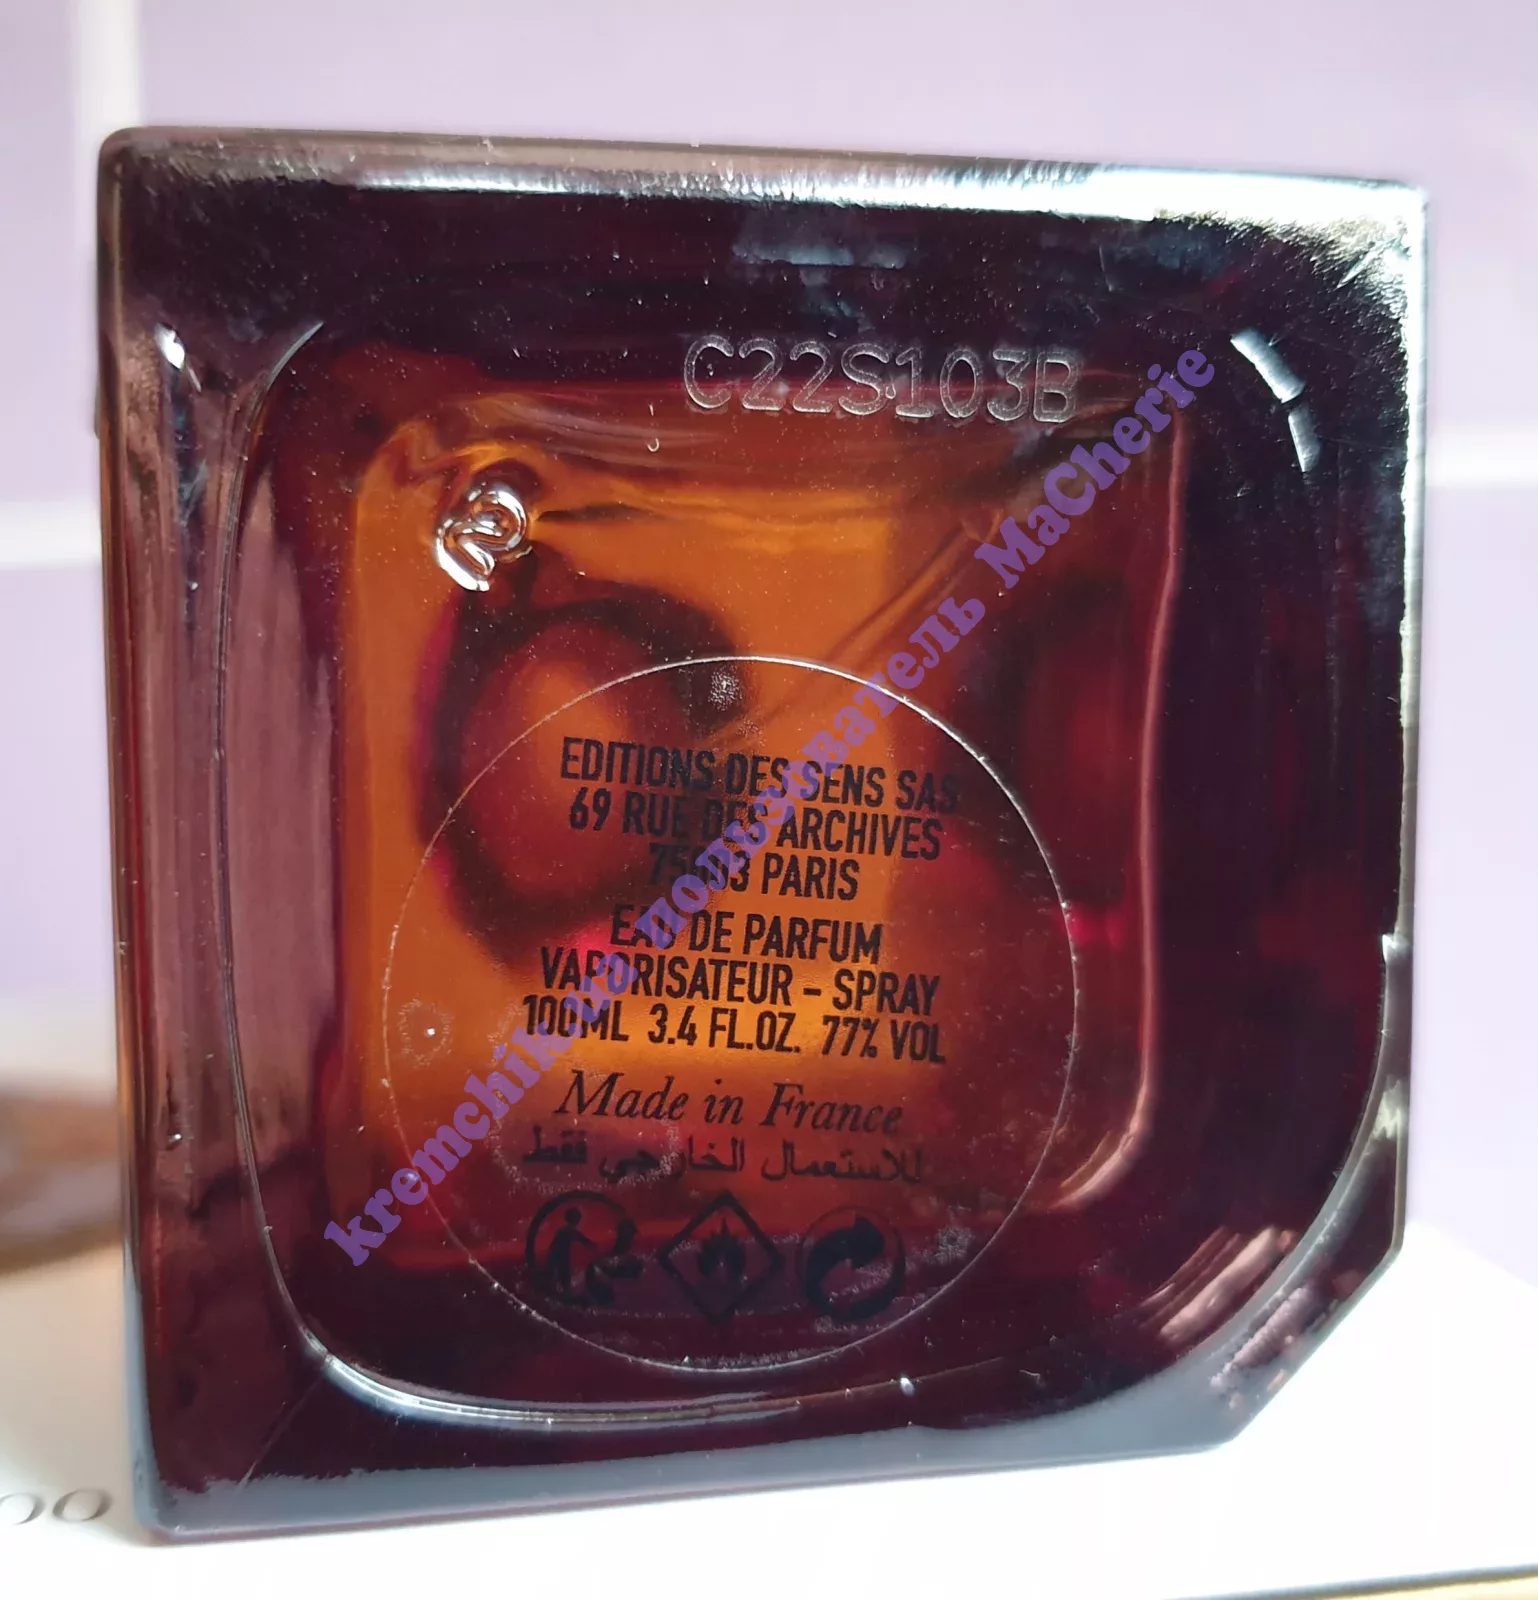 C22S103B
EDITIONS DES SENS SAS
69 RUE DES ARCHIVES
75003 PARIS
EAU DE PARFUM
VAPORISATEUR - SPRAY
100ML 3.4 FL.OZ. 77% VOL
Made in France
للاستعمال الخارجي فقط
kremchik на пользователь MaCherie